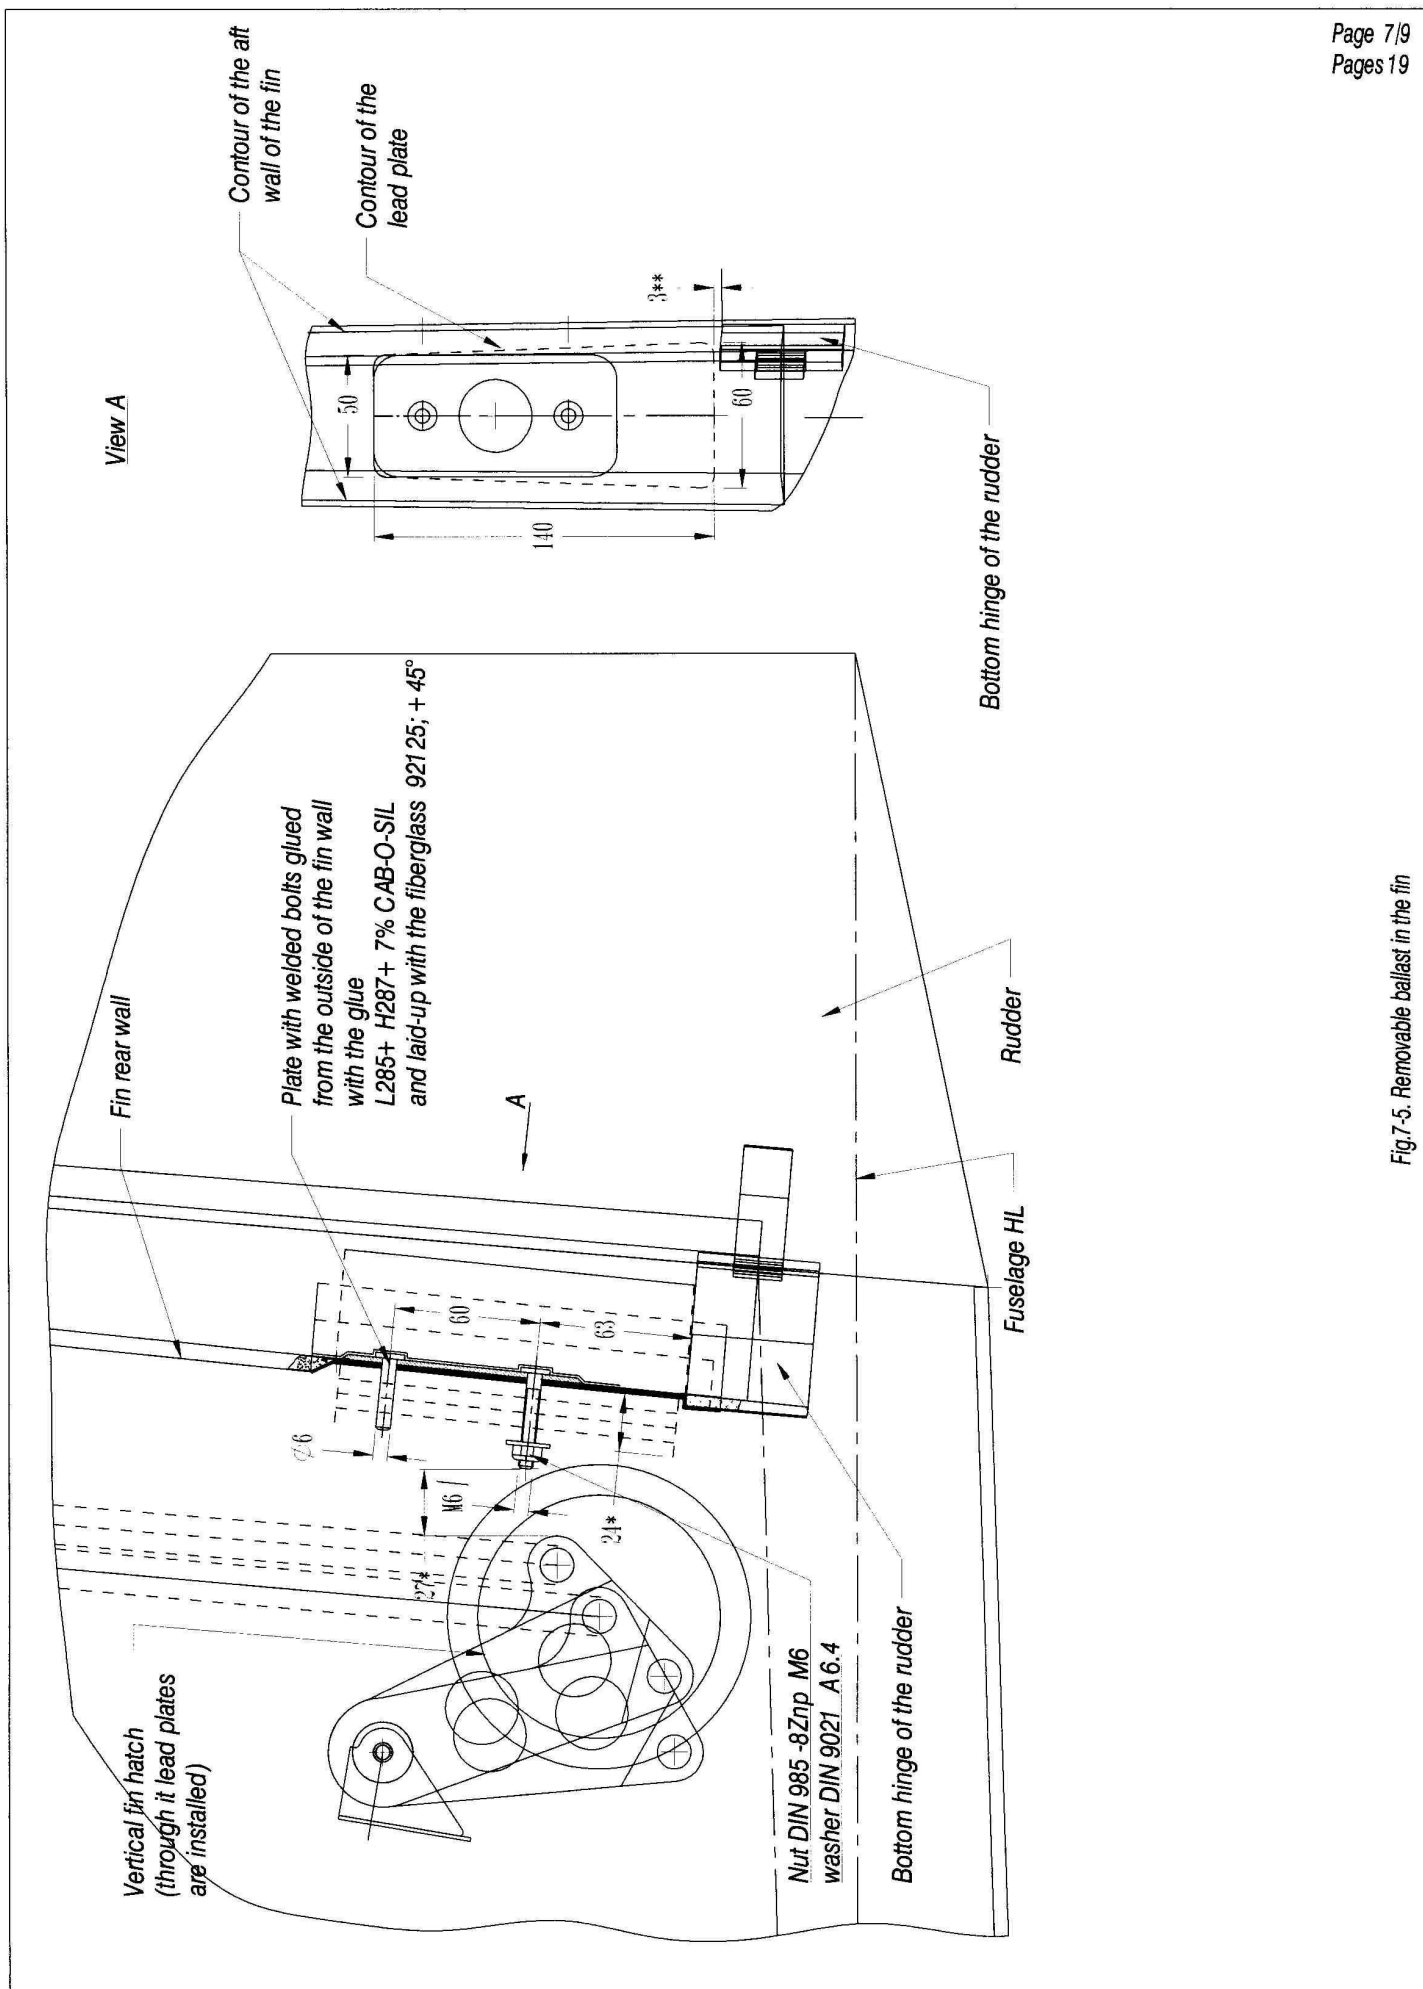 Page 7/9
Pages 19
View A
Contour of the aft
wall of the fin
Contour of the
lead plate
50
140
60
3**
Bottom hinge of the rudder
Fin rear wall
Plate with welded bolts glued
from the outside of the fin wall
with the glue
L285+ H287+ 7% CAB-O-SIL
and laid-up with the fiberglass 92125; + 45°
A
Vertical fin hatch
(through it lead plates
are installed)
∅6
60
63
M6
27*
24*
Nut DIN 985 -8Znp M6
washer DIN 9021 A6.4
Bottom hinge of the rudder
Fuselage HL
Rudder
Fig.7-5. Removable ballast in the fin